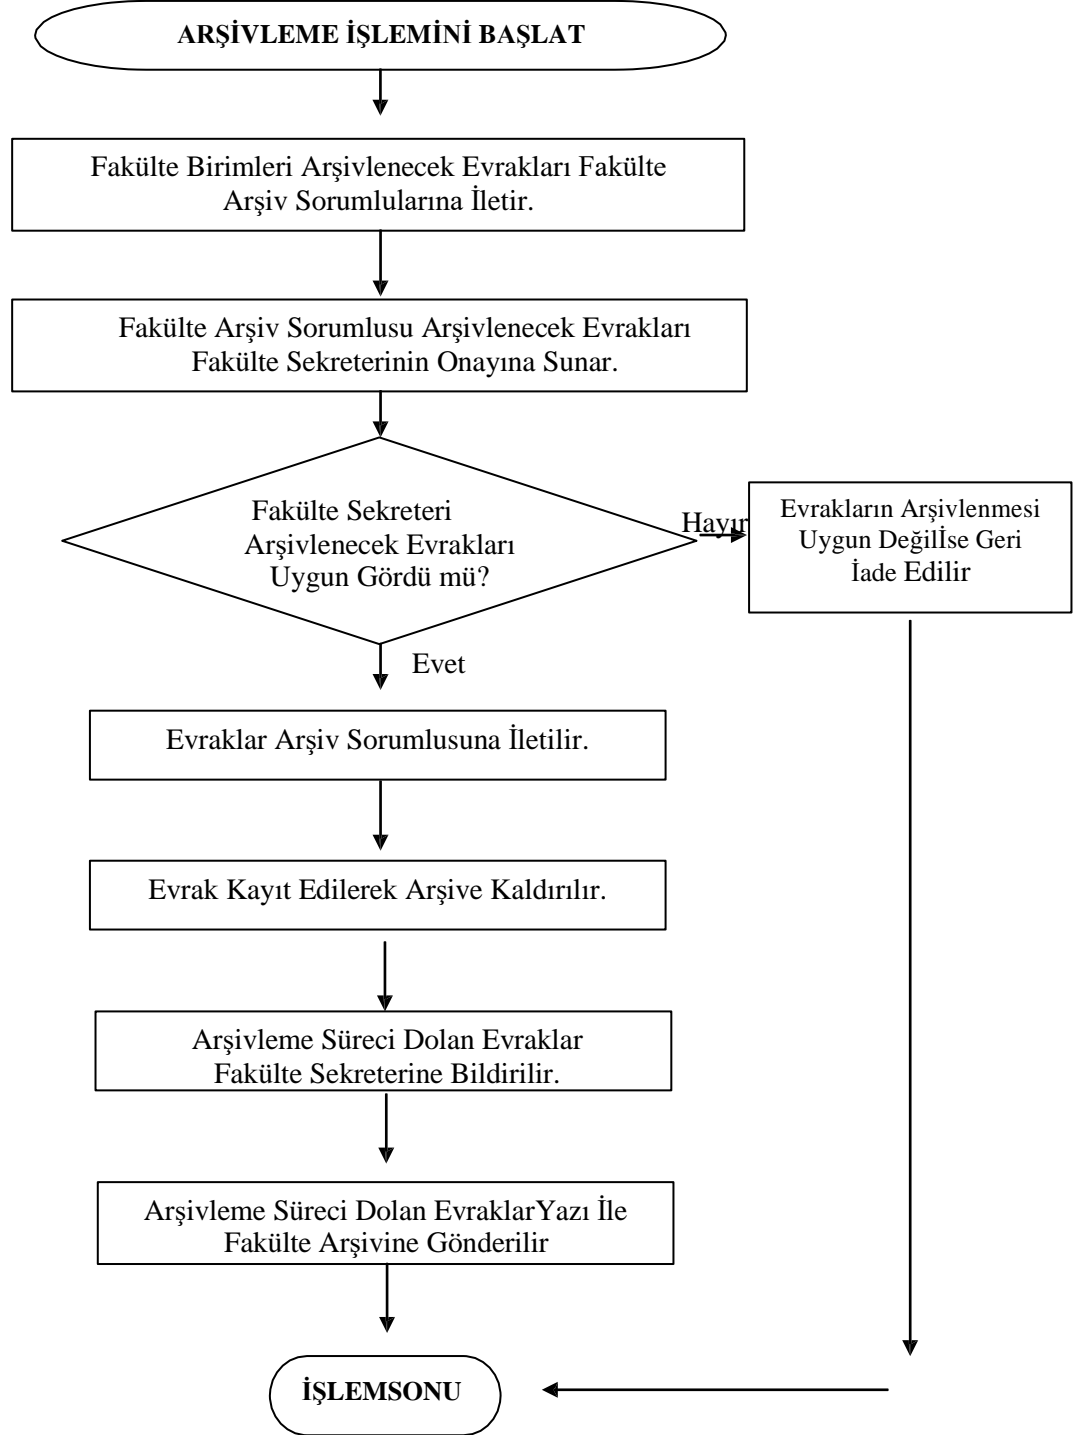 ARŞİVLEME İŞLEMİNİ BAŞLAT
Fakülte Birimleri Arşivlenecek Evrakları Fakülte
Arşiv Sorumlularına İletir.
Fakülte Arşiv Sorumlusu Arşivlenecek Evrakları
Fakülte Sekreterinin Onayına Sunar.
Fakülte Sekreteri
Arşivlenecek Evrakları
Uygun Gördü mü?
Hayır
Evrakların Arşivlenmesi
Uygun Değilİse Geri
İade Edilir
Evet
Evraklar Arşiv Sorumlusuna İletilir.
Evrak Kayıt Edilerek Arşive Kaldırılır.
Arşivleme Süreci Dolan Evraklar
Fakülte Sekreterine Bildirilir.
Arşivleme Süreci Dolan EvraklarYazı İle
Fakülte Arşivine Gönderilir
İŞLEMSONU